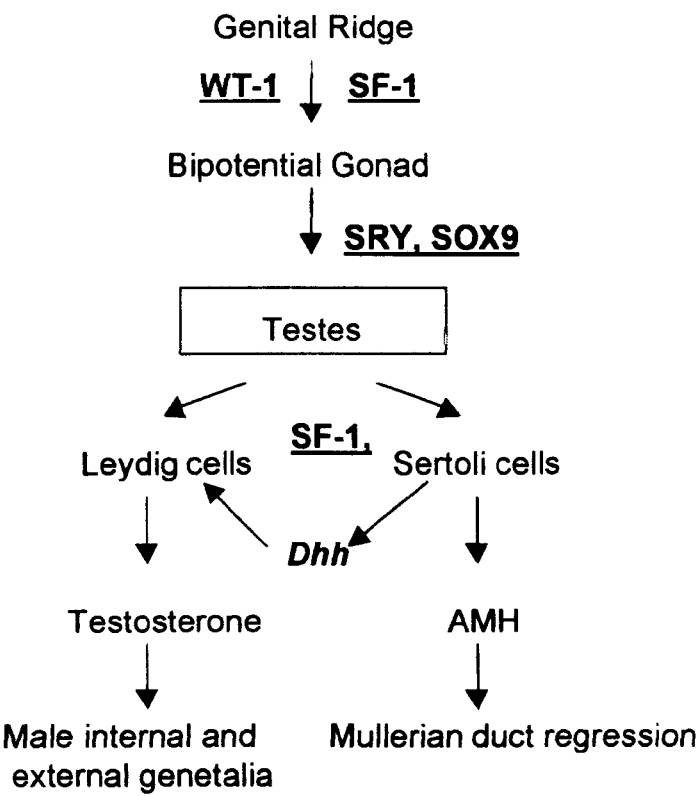 Genital Ridge
WT-1 SF-1
Bipotential Gonad
SRY, SOX9
Testes
SF-1,
Leydig cells Sertoli cells
Dhh
Testosterone AMH
Male internal and Mullerian duct regression
external genetalia